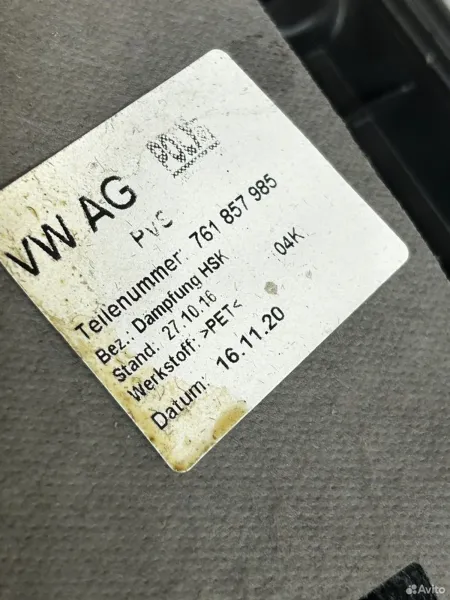 VW AG
PVS
Teilenummer: 761 857 985
Bez.: Dämpfung HSK 04K
Stand: 27.10.16
Werkstoff: >PET<
Datum: 16.11.20
Avito